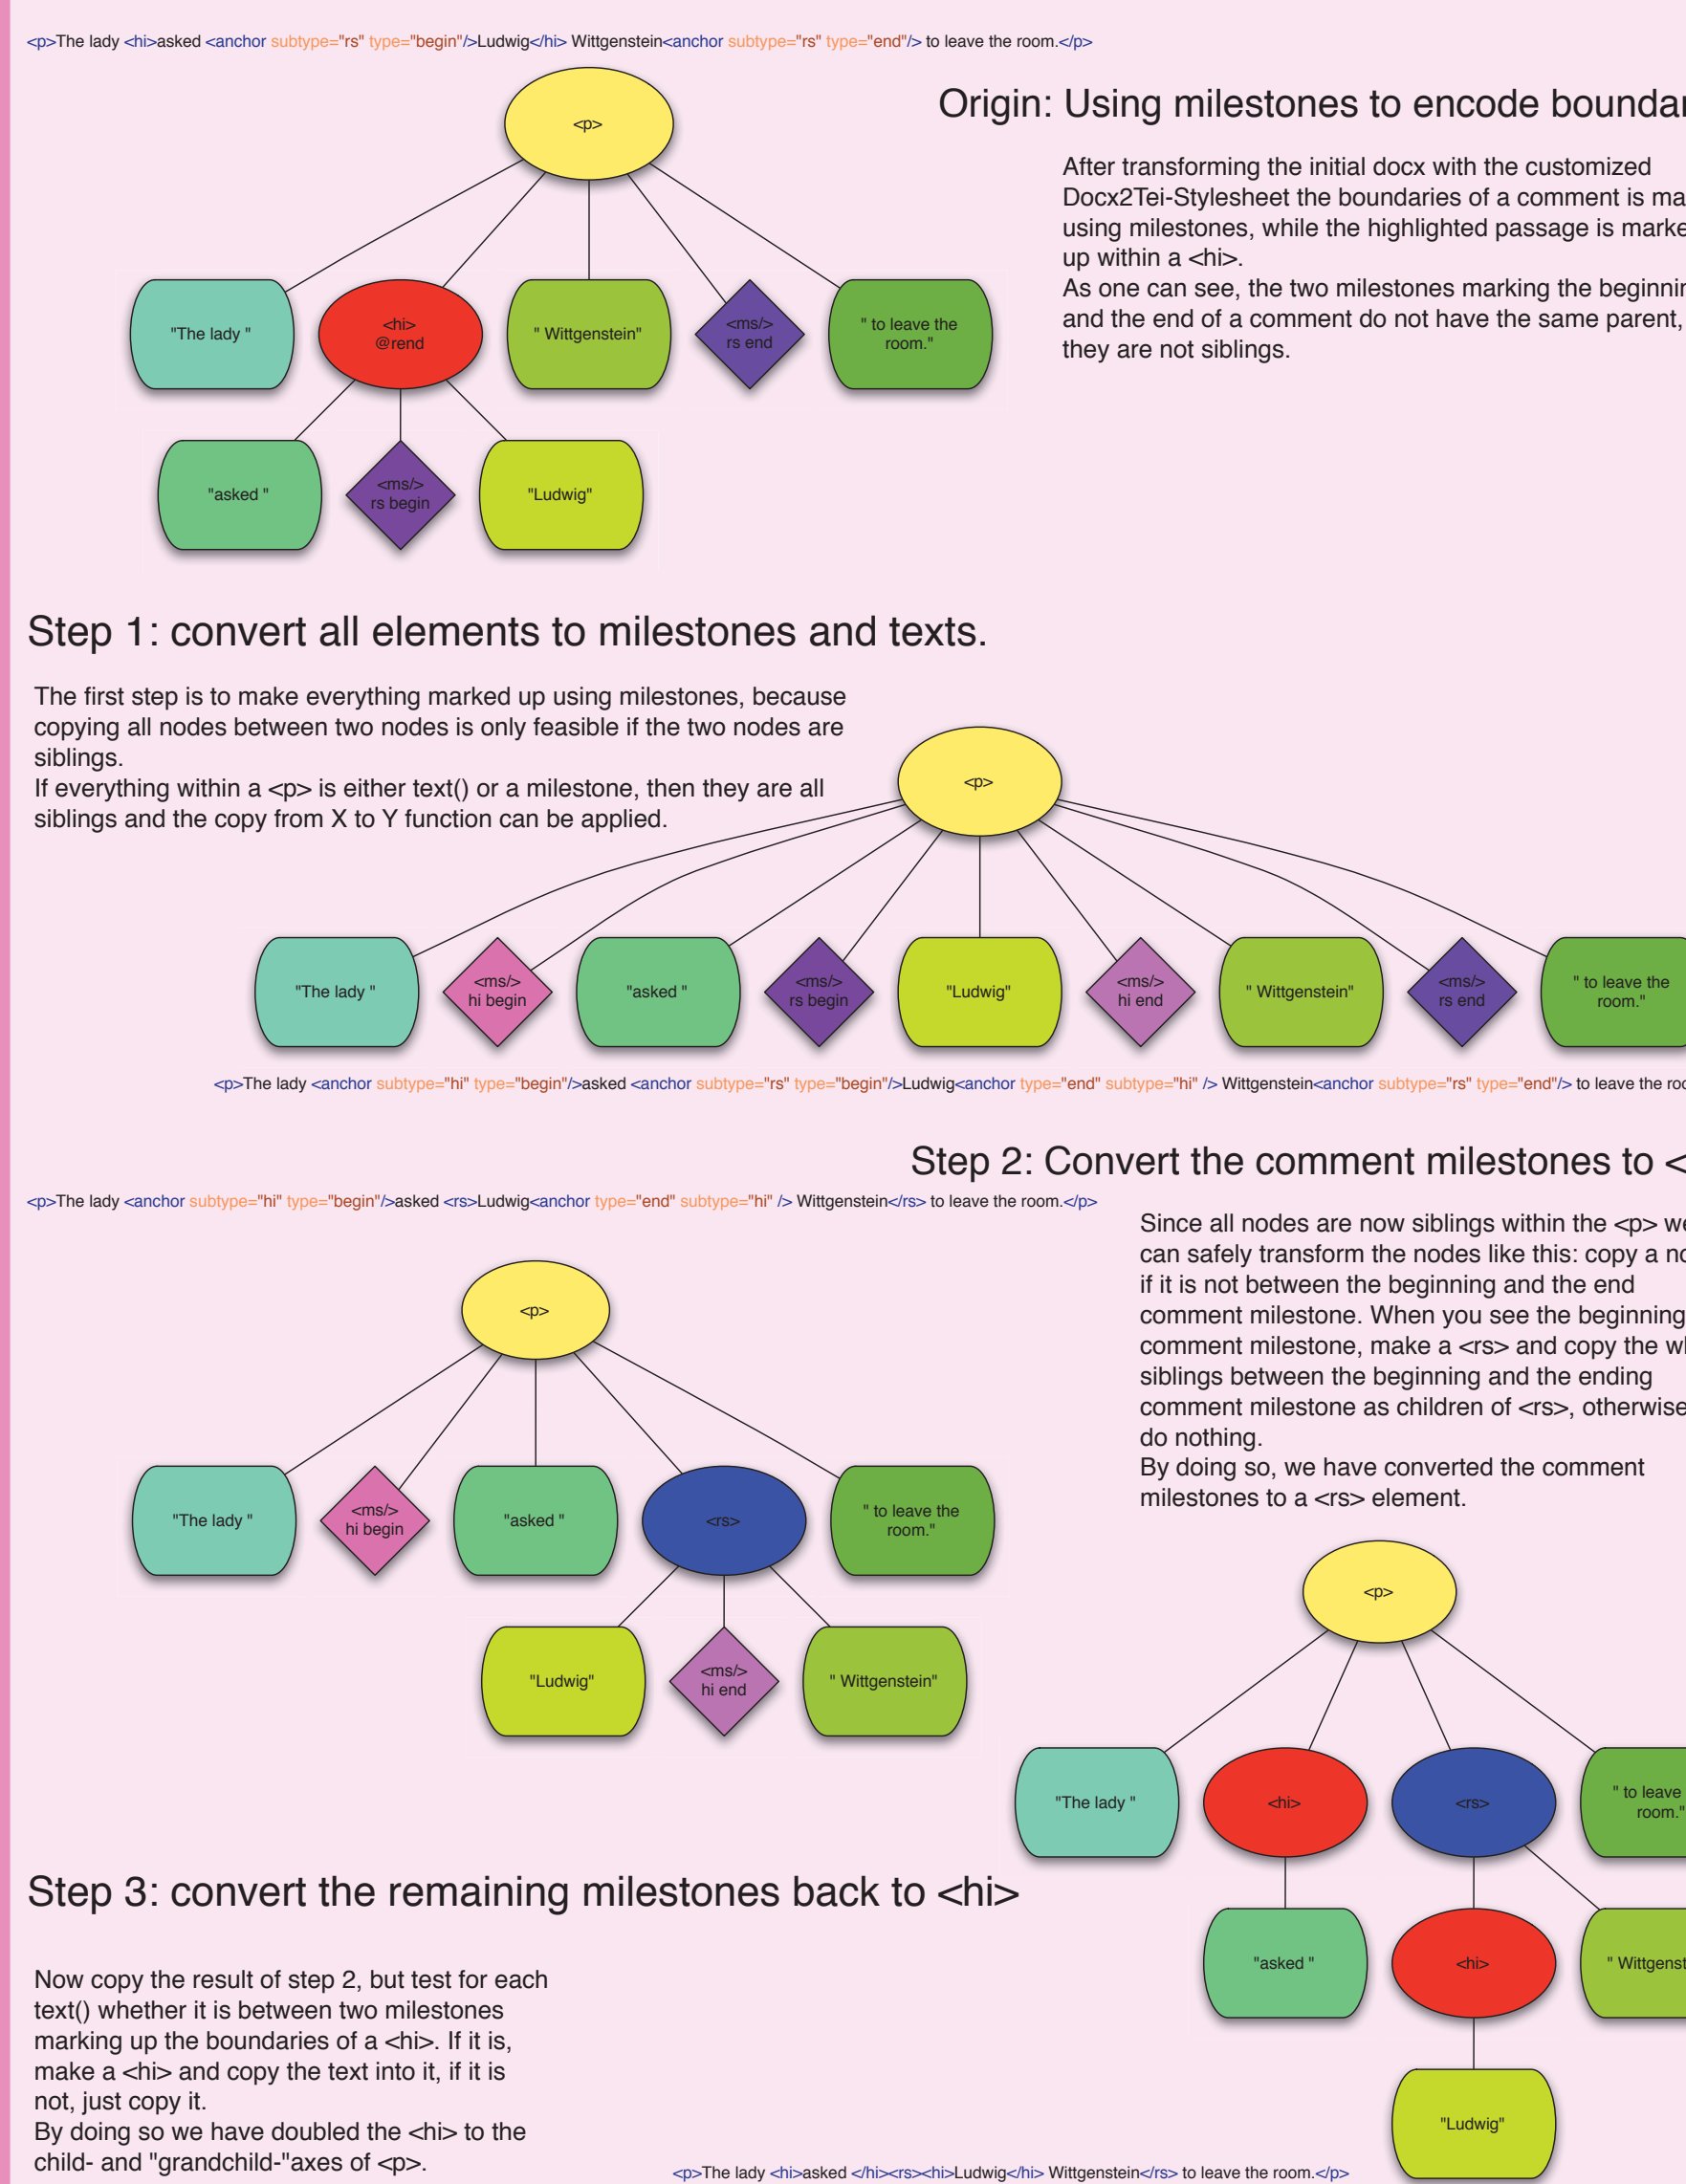 <p>The lady <hi>asked <anchor subtype="rs" type="begin"/>Ludwig</hi> Wittgenstein<anchor subtype="rs" type="end"/> to leave the room.</p>
<p>
Origin: Using milestones to encode
After transforming the initial docx with the customized
Docx2Tei-Stylesheet the boundaries of a comment is
using milestones, while the highlighted passage is
up within a <hi>.
As one can see, the two milestones marking the
and the end of a comment do not have the same parent,
they are not siblings.
"The lady "
<hi>
@rend
" Wittgenstein"
<ms/>
rs end
" to leave the
room."
"asked "
<ms/>
rs begin
"Ludwig"
Step 1: convert all elements to milestones and texts.
The first step is to make everything marked up using milestones, because
copying all nodes between two nodes is only feasible if the two nodes are
siblings.
If everything within a <p> is either text() or a milestone, then they are all
siblings and the copy from X to Y function can be applied.
<p>
"The lady "
<ms/>
hi begin
"asked "
<ms/>
rs begin
"Ludwig"
<ms/>
hi end
" Wittgenstein"
<ms/>
rs end
" to leave the
room."
<p>The lady <anchor subtype="hi" type="begin"/>asked <anchor subtype="rs" type="begin"/>Ludwig<anchor type="end" subtype="hi" /> Wittgenstein<anchor subtype="rs" type="end"/> to leave the
Step 2: Convert the comment milestones to <
<p>The lady <anchor subtype="hi" type="begin"/>asked <rs>Ludwig<anchor type="end" subtype="hi" /> Wittgenstein</rs> to leave the room.</p>
Since all nodes are now siblings within the <p> we
can safely transform the nodes like this: copy a
if it is not between the beginning and the end
comment milestone. When you see the beginning
comment milestone, make a <rs> and copy the
siblings between the beginning and the ending
comment milestone as children of <rs>, otherwise
do nothing.
By doing so, we have converted the comment
milestones to a <rs> element.
<p>
"The lady "
<ms/>
hi begin
"asked "
<rs>
" to leave the
room."
"Ludwig"
<ms/>
hi end
" Wittgenstein"
<p>
"The lady "
<hi>
<rs>
" to leave
room."
"asked "
<hi>
"Ludwig"
Step 3: convert the remaining milestones back to <hi>
Now copy the result of step 2, but test for each
text() whether it is between two milestones
marking up the boundaries of a <hi>. If it is,
make a <hi> and copy the text into it, if it is
not, just copy it.
By doing so we have doubled the <hi> to the
child- and "grandchild-"axes of <p>.
<p>The lady <hi>asked </hi><rs><hi>Ludwig</hi> Wittgenstein</rs> to leave the room.</p>